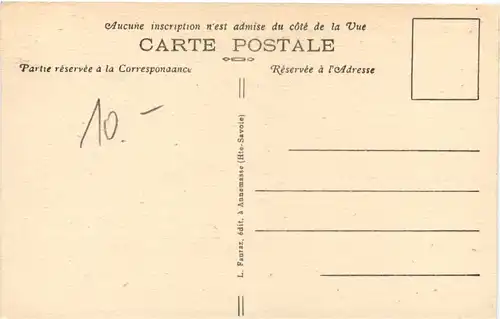 Aucune inscription n'est admise du côté de la Vue
CARTE POSTALE
Partie réservée à la Correspondance
Réservée à l'Adresse
10.-
L. Fauraz, édit. à Annemasse (Hte-Savoie)